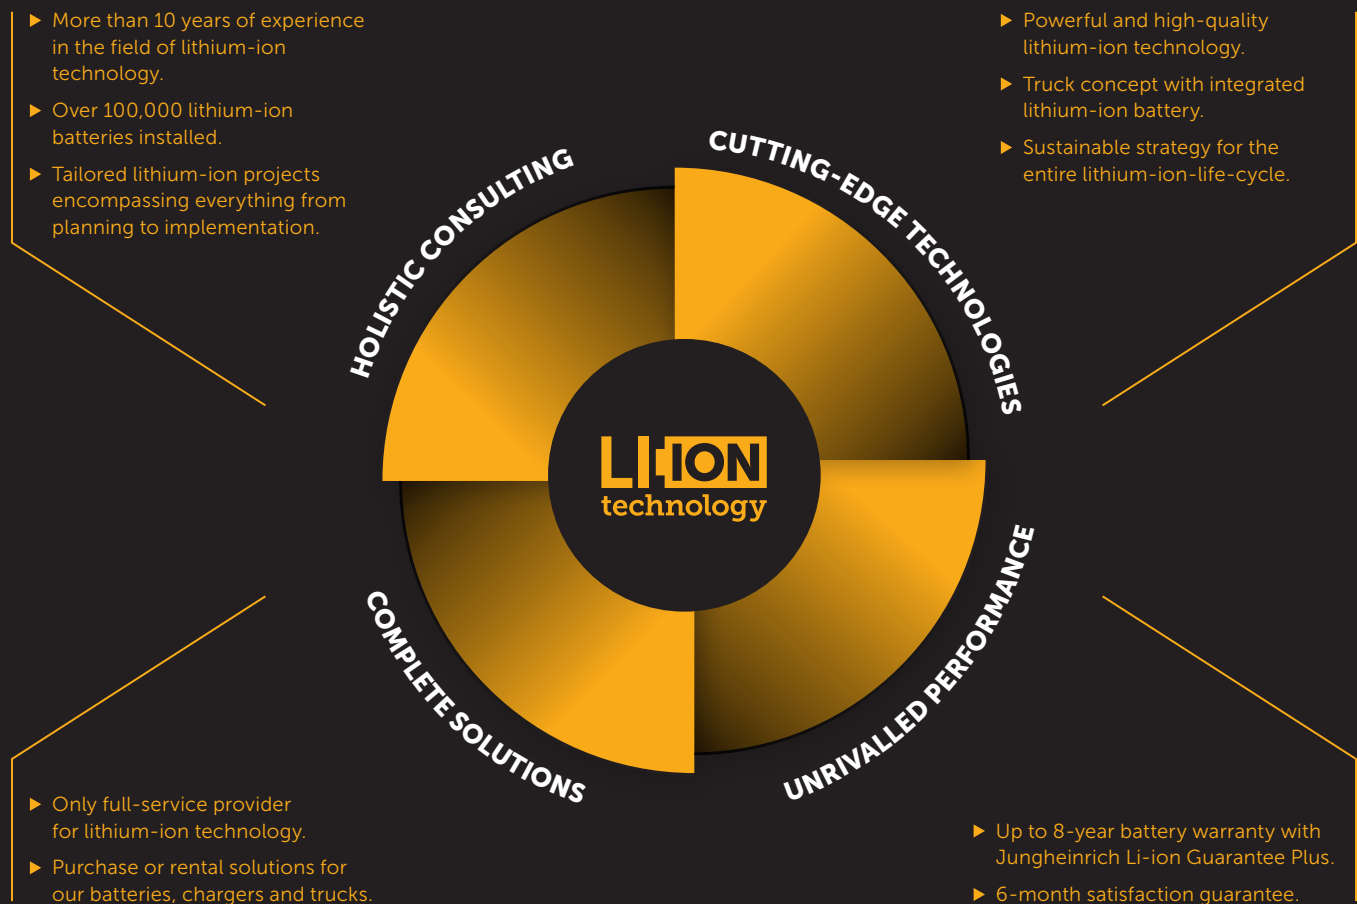 More than 10 years of experience
in the field of lithium-ion
technology.
Over 100,000 lithium-ion
batteries installed.
Tailored lithium-ion projects
encompassing everything from
planning to implementation.
Powerful and high-quality
lithium-ion technology.
Truck concept with integrated
lithium-ion battery.
Sustainable strategy for the
entire lithium-ion-life-cycle.
HOLISTIC CONSULTING
CUTTING-EDGE TECHNOLOGIES
LI-ION
technology
COMPLETE SOLUTIONS
UNRIVALLED PERFORMANCE
Only full-service provider
for lithium-ion technology.
Purchase or rental solutions for
our batteries, chargers and trucks.
Up to 8-year battery warranty with
Jungheinrich Li-ion Guarantee Plus.
6-month satisfaction guarantee.